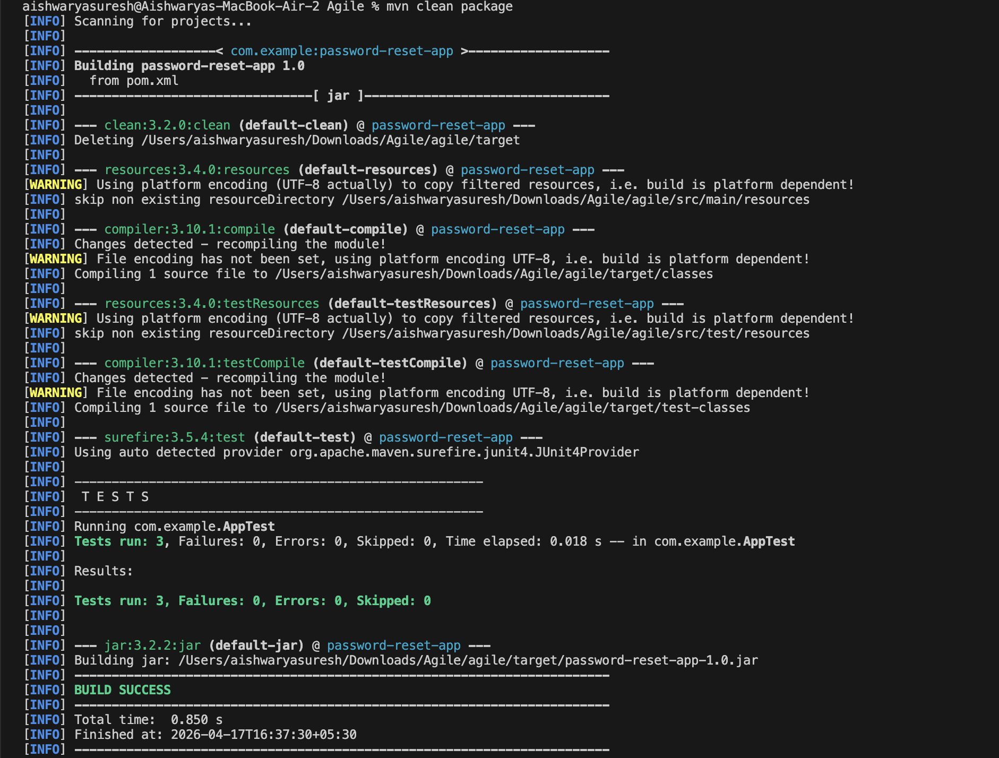 aishwaryasuresh@Aishwaryas-MacBook-Air-2 Agile % mvn clean package
[INFO] Scanning for projects...
[INFO]
[INFO] -------------------< com.example:password-reset-app >-------------------
[INFO] Building password-reset-app 1.0
[INFO]   from pom.xml
[INFO] --------------------------------[ jar ]---------------------------------
[INFO]
[INFO] --- clean:3.2.0:clean (default-clean) @ password-reset-app ---
[INFO] Deleting /Users/aishwaryasuresh/Downloads/Agile/agile/target
[INFO]
[INFO] --- resources:3.4.0:resources (default-resources) @ password-reset-app ---
[WARNING] Using platform encoding (UTF-8 actually) to copy filtered resources, i.e. build is platform dependent!
[INFO] skip non existing resourceDirectory /Users/aishwaryasuresh/Downloads/Agile/agile/src/main/resources
[INFO]
[INFO] --- compiler:3.10.1:compile (default-compile) @ password-reset-app ---
[INFO] Changes detected - recompiling the module!
[WARNING] File encoding has not been set, using platform encoding UTF-8, i.e. build is platform dependent!
[INFO] Compiling 1 source file to /Users/aishwaryasuresh/Downloads/Agile/agile/target/classes
[INFO]
[INFO] --- resources:3.4.0:testResources (default-testResources) @ password-reset-app ---
[WARNING] Using platform encoding (UTF-8 actually) to copy filtered resources, i.e. build is platform dependent!
[INFO] skip non existing resourceDirectory /Users/aishwaryasuresh/Downloads/Agile/agile/src/test/resources
[INFO]
[INFO] --- compiler:3.10.1:testCompile (default-testCompile) @ password-reset-app ---
[INFO] Changes detected - recompiling the module!
[WARNING] File encoding has not been set, using platform encoding UTF-8, i.e. build is platform dependent!
[INFO] Compiling 1 source file to /Users/aishwaryasuresh/Downloads/Agile/agile/target/test-classes
[INFO]
[INFO] --- surefire:3.5.4:test (default-test) @ password-reset-app ---
[INFO] Using auto detected provider org.apache.maven.surefire.junit4.JUnit4Provider
[INFO]
[INFO] -------------------------------------------------------
[INFO]  T E S T S
[INFO] -------------------------------------------------------
[INFO] Running com.example.AppTest
[INFO] Tests run: 3, Failures: 0, Errors: 0, Skipped: 0, Time elapsed: 0.018 s -- in com.example.AppTest
[INFO]
[INFO] Results:
[INFO]
[INFO] Tests run: 3, Failures: 0, Errors: 0, Skipped: 0
[INFO]
[INFO]
[INFO] --- jar:3.2.2:jar (default-jar) @ password-reset-app ---
[INFO] Building jar: /Users/aishwaryasuresh/Downloads/Agile/agile/target/password-reset-app-1.0.jar
[INFO] ------------------------------------------------------------------------
[INFO] BUILD SUCCESS
[INFO] ------------------------------------------------------------------------
[INFO] Total time:  0.850 s
[INFO] Finished at: 2026-04-17T16:37:30+05:30
[INFO] ------------------------------------------------------------------------